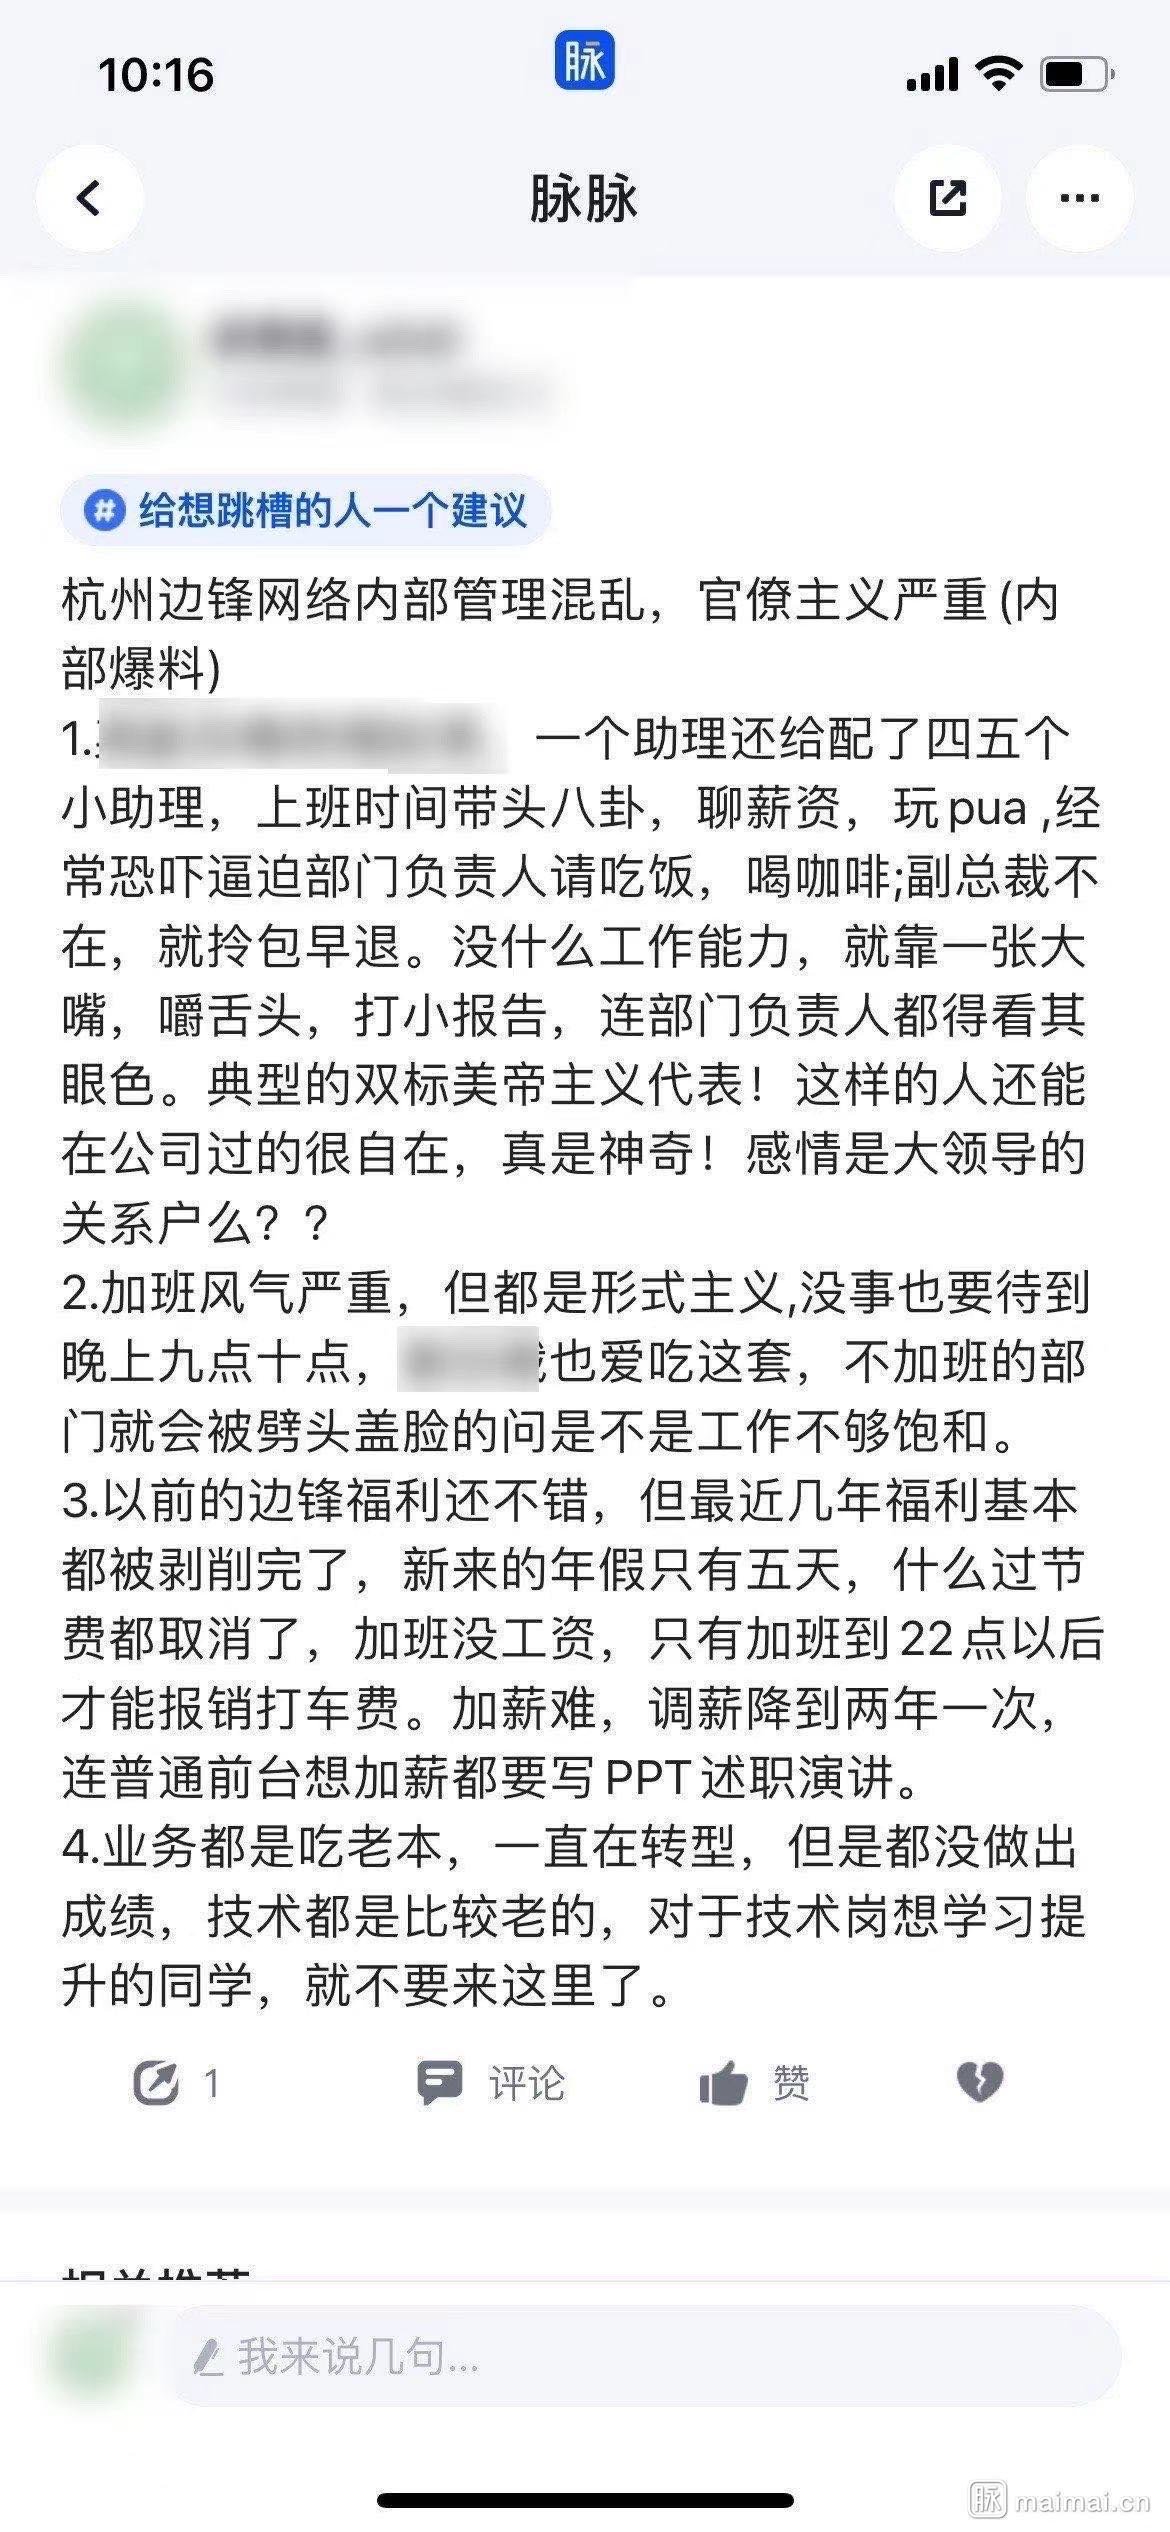 10:16
脉
脉脉
# 给想跳槽的人一个建议
杭州边锋网络内部管理混乱，官僚主义严重(内
部爆料)
1. 一个助理还给配了四五个
小助理，上班时间带头八卦，聊薪资，玩pua ,经
常恐吓逼迫部门负责人请吃饭，喝咖啡;副总裁不
在，就拎包早退。没什么工作能力，就靠一张大
嘴，嚼舌头，打小报告，连部门负责人都得看其
眼色。典型的双标美帝主义代表！这样的人还能
在公司过的很自在，真是神奇！感情是大领导的
关系户么？？
2.加班风气严重，但都是形式主义,没事也要待到
晚上九点十点，也爱吃这套，不加班的部
门就会被劈头盖脸的问是不是工作不够饱和。
3.以前的边锋福利还不错，但最近几年福利基本
都被剥削完了，新来的年假只有五天，什么过节
费都取消了，加班没工资，只有加班到22点以后
才能报销打车费。加薪难，调薪降到两年一次，
连普通前台想加薪都要写PPT述职演讲。
4.业务都是吃老本，一直在转型，但是都没做出
成绩，技术都是比较老的，对于技术岗想学习提
升的同学，就不要来这里了。
1 评论 赞
相关推荐
我来说几句...
脉 maimai.cn